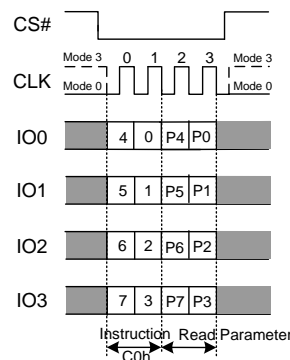 CS#
Mode 3 0 1 2 3 Mode 3
CLK Mode 0 Mode 0
IO0 4 0 P4 P0
IO1 5 1 P5 P1
IO2 6 2 P6 P2
IO3 7 3 P7 P3
Instruction Read Parameter
C0h